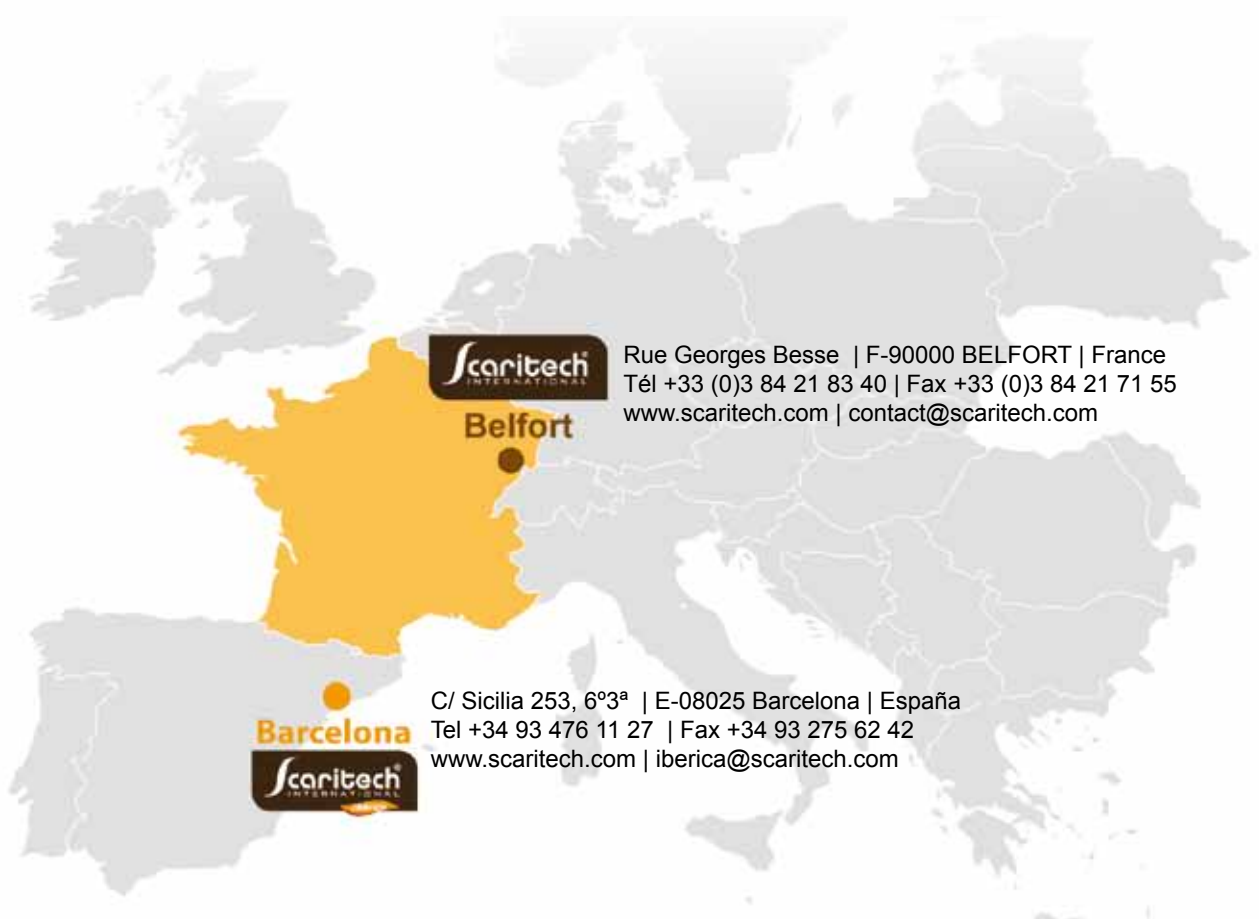 Scaritech
INTERNATIONAL
Rue Georges Besse | F-90000 BELFORT | France
Tél +33 (0)3 84 21 83 40 | Fax +33 (0)3 84 21 71 55
www.scaritech.com | contact@scaritech.com
Belfort
C/ Sicilia 253, 6º3ª | E-08025 Barcelona | España
Tel +34 93 476 11 27 | Fax +34 93 275 62 42
www.scaritech.com | iberica@scaritech.com
Barcelona
Scaritech
INTERNATIONAL